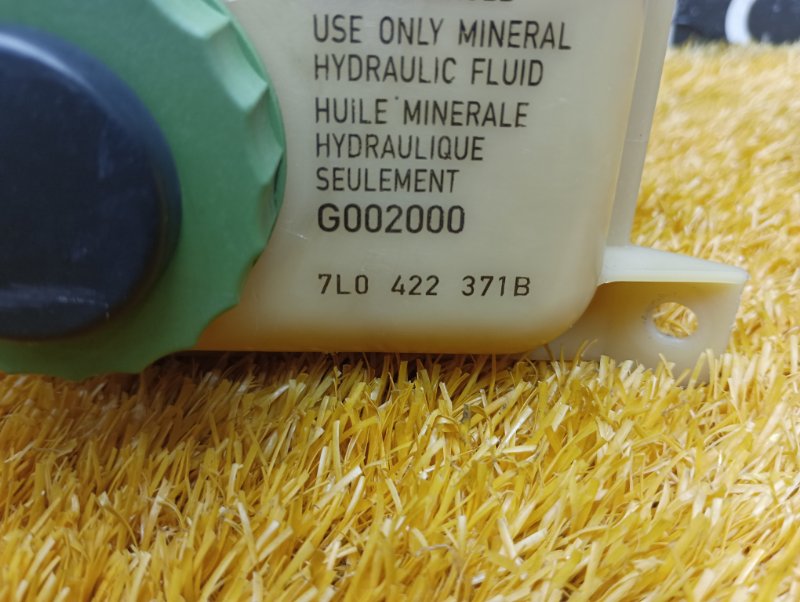 USE ONLY MINERAL
HYDRAULIC FLUID
HUILE MINERALE
HYDRAULIQUE
SEULEMENT
G002000
7L0 422 371B